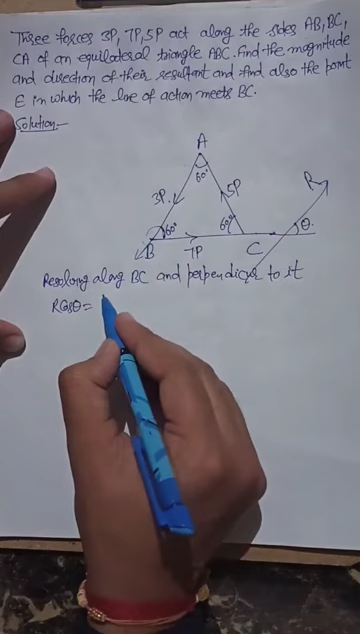 Three forces 3P, 7P, 5P act along the sides AB, BC,
CA of an equilateral triangle ABC. Find the magnitude
and direction of their resultant and find also the point
E in which the line of action meets BC.
Solution-
A
60°
3P
5P
R
60°
60°
θ
B
7P
C
Resolving along BC and perpendicular to it
R Cosθ =